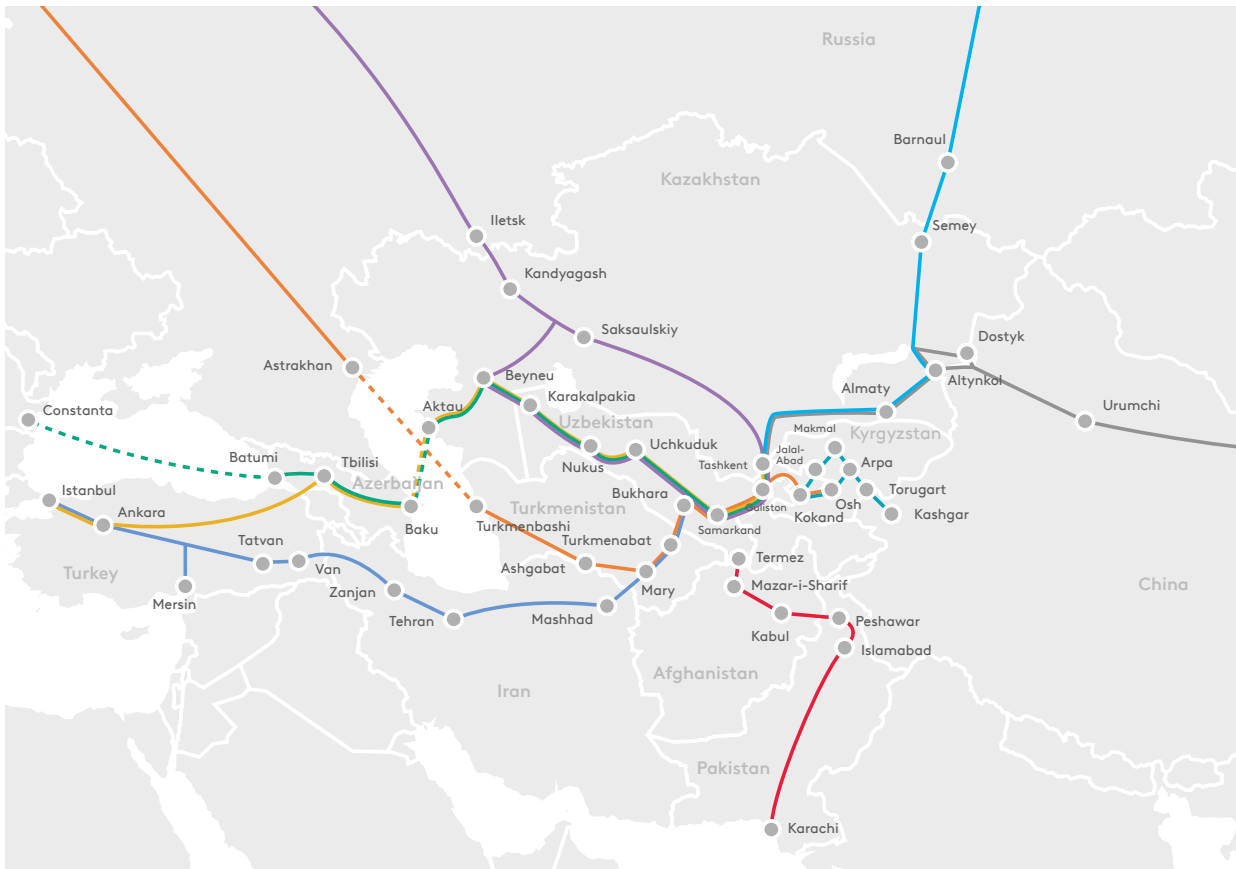 Russia
Barnaul
Kazakhstan
Iletsk
Semey
Kandyagash
Saksaulskiy
Dostyk
Astrakhan
Beyneu
Altynkol
Almaty
Karakalpakia
Aktau
Urumchi
Constanta
Uzbekistan
Makmal
Kyrgyzstan
Uchkuduk
Jalal-
Abad
Batumi
Tbilisi
Nukus
Tashkent
Arpa
Azerbaijan
Istanbul
Bukhara
Torugart
Ankara
Turkmenistan
Guliston
Osh
Kokand
Kashgar
Baku
Turkmenbashi
Samarkand
Tatvan
Turkmenabat
Termez
Turkey
Van
Ashgabat
Mazar-i-Sharif
China
Zanjan
Mary
Mersin
Tehran
Mashhad
Kabul
Peshawar
Islamabad
Afghanistan
Iran
Pakistan
Karachi